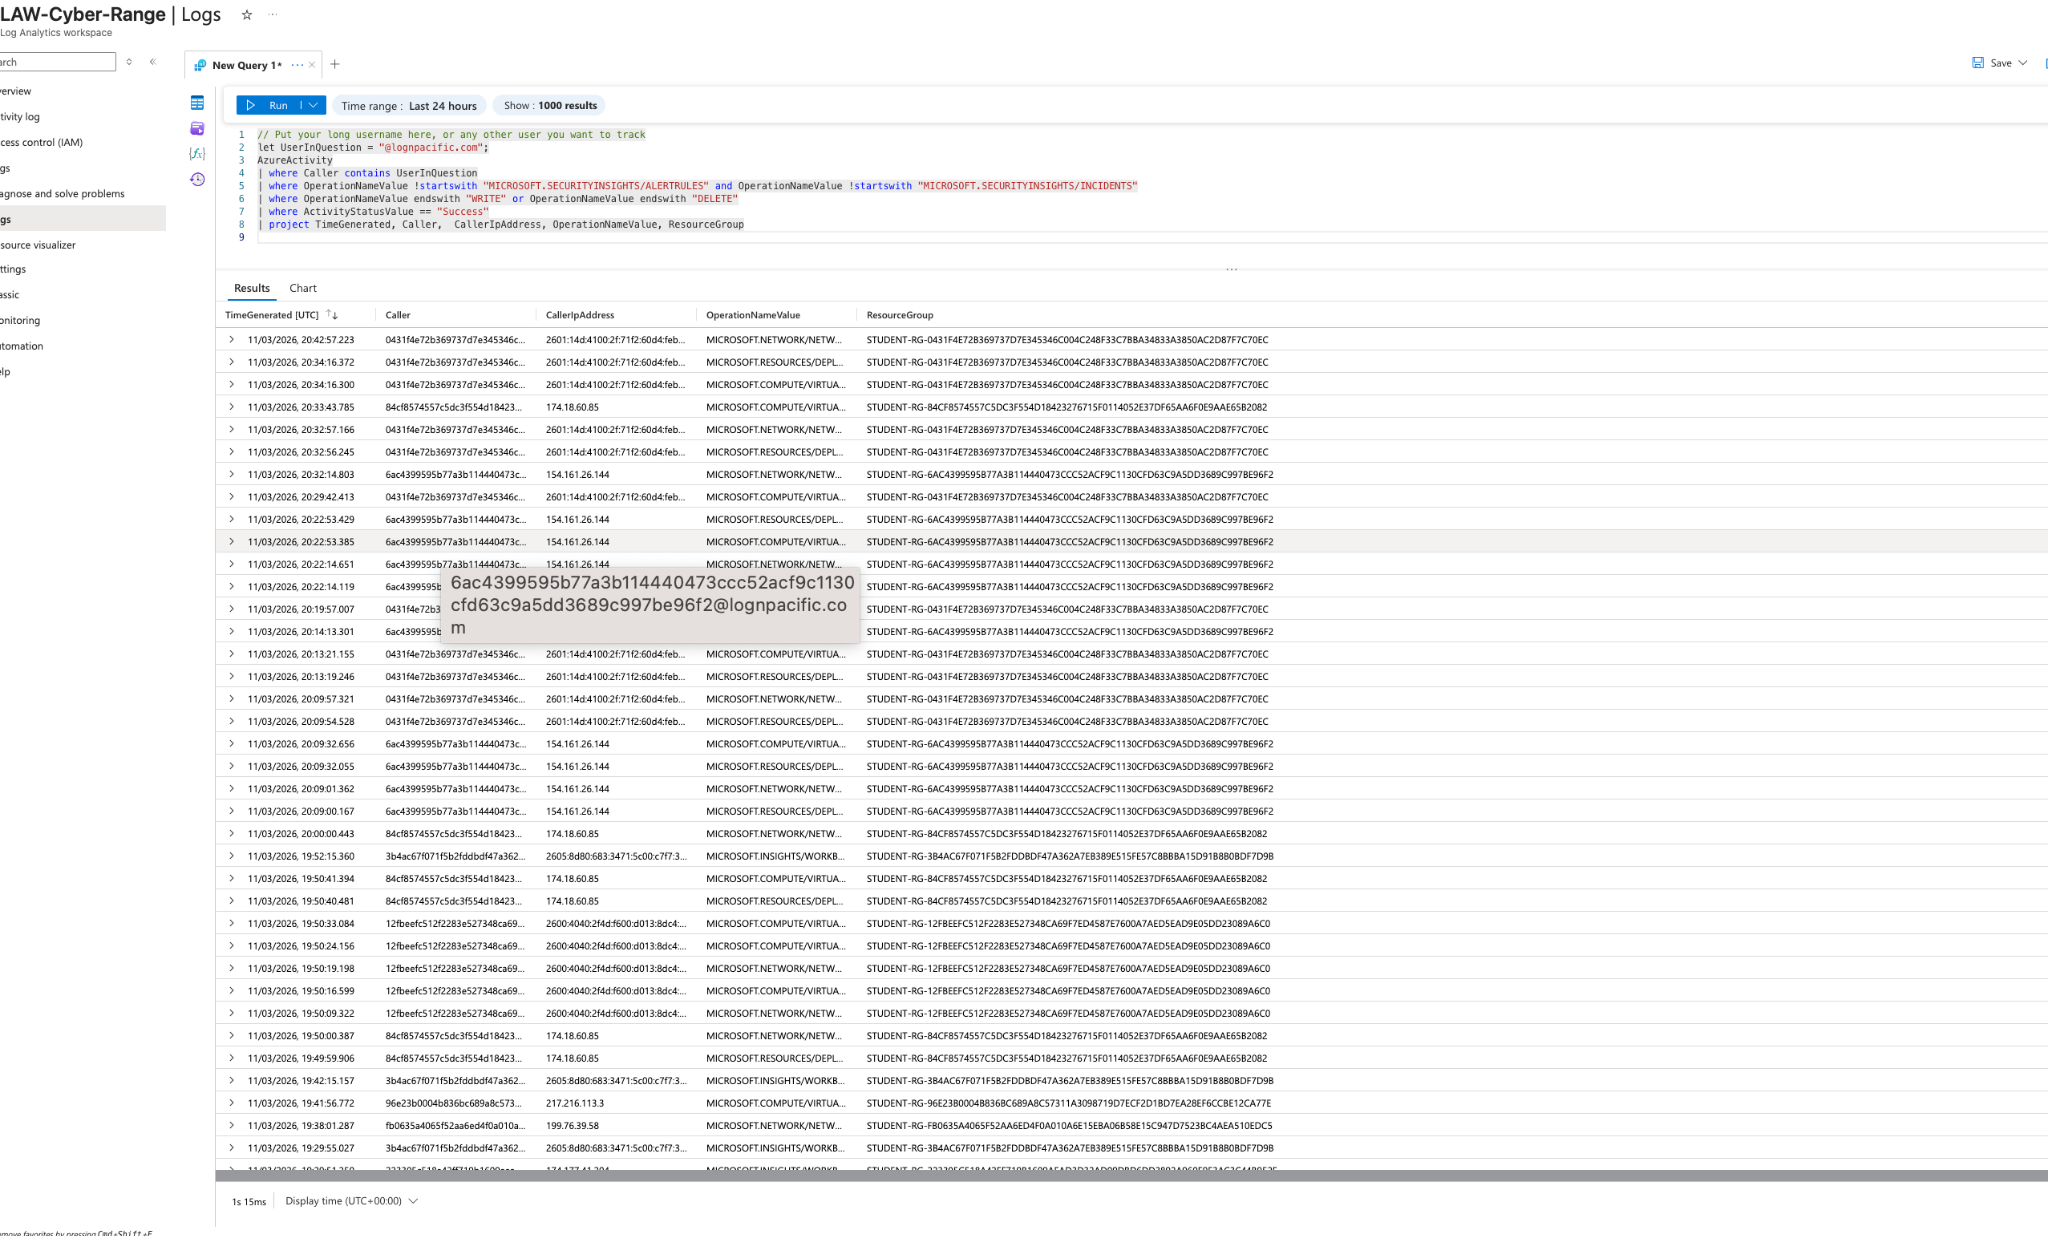 LAW-Cyber-Range | Logs
Log Analytics workspace
arch
New Query 1*
Save
verview
tivity log
cess control (IAM)
gs
agnose and solve problems
gs
source visualizer
ttings
assic
onitoring
utomation
elp
Run
Time range : Last 24 hours
Show : 1000 results
1 // Put your long username here, or any other user you want to track
2 let UserInQuestion = "@lognpacific.com";
3 AzureActivity
4 | where Caller contains UserInQuestion
5 | where OperationNameValue !startswith "MICROSOFT.SECURITYINSIGHTS/ALERTRULES" and OperationNameValue !startswith "MICROSOFT.SECURITYINSIGHTS/INCIDENTS"
6 | where OperationNameValue endswith "WRITE" or OperationNameValue endswith "DELETE"
7 | where ActivityStatusValue == "Success"
8 | project TimeGenerated, Caller,  CallerIpAddress, OperationNameValue, ResourceGroup
9
Results Chart
TimeGenerated [UTC] Caller CallerIpAddress OperationNameValue ResourceGroup
11/03/2026, 20:42:57.223 0431f4e72b369737d7e345346c... 2601:14d:4100:2f:71f2:60d4:feb... MICROSOFT.NETWORK/NETW... STUDENT-RG-0431F4E72B369737D7E345346C004C248F33C7BBA34833A3850AC2D87F7C70EC
11/03/2026, 20:34:16.372 0431f4e72b369737d7e345346c... 2601:14d:4100:2f:71f2:60d4:feb... MICROSOFT.RESOURCES/DEPL... STUDENT-RG-0431F4E72B369737D7E345346C004C248F33C7BBA34833A3850AC2D87F7C70EC
11/03/2026, 20:34:16.300 0431f4e72b369737d7e345346c... 2601:14d:4100:2f:71f2:60d4:feb... MICROSOFT.COMPUTE/VIRTUA... STUDENT-RG-0431F4E72B369737D7E345346C004C248F33C7BBA34833A3850AC2D87F7C70EC
11/03/2026, 20:33:43.785 84cf8574557c5dc3f554d18423... 174.18.60.85 MICROSOFT.COMPUTE/VIRTUA... STUDENT-RG-84CF8574557C5DC3F554D18423276715F0114052E37DF65AA6F0E9AAE65B2082
11/03/2026, 20:32:57.166 0431f4e72b369737d7e345346c... 2601:14d:4100:2f:71f2:60d4:feb... MICROSOFT.NETWORK/NETW... STUDENT-RG-0431F4E72B369737D7E345346C004C248F33C7BBA34833A3850AC2D87F7C70EC
11/03/2026, 20:32:56.245 0431f4e72b369737d7e345346c... 2601:14d:4100:2f:71f2:60d4:feb... MICROSOFT.RESOURCES/DEPL... STUDENT-RG-0431F4E72B369737D7E345346C004C248F33C7BBA34833A3850AC2D87F7C70EC
11/03/2026, 20:32:14.803 6ac4399595b77a3b114440473c... 154.161.26.144 MICROSOFT.NETWORK/NETW... STUDENT-RG-6AC4399595B77A3B114440473CCC52ACF9C1130CFD63C9A5DD3689C997BE96F2
11/03/2026, 20:29:42.413 0431f4e72b369737d7e345346c... 2601:14d:4100:2f:71f2:60d4:feb... MICROSOFT.COMPUTE/VIRTUA... STUDENT-RG-0431F4E72B369737D7E345346C004C248F33C7BBA34833A3850AC2D87F7C70EC
11/03/2026, 20:22:53.429 6ac4399595b77a3b114440473c... 154.161.26.144 MICROSOFT.RESOURCES/DEPL... STUDENT-RG-6AC4399595B77A3B114440473CCC52ACF9C1130CFD63C9A5DD3689C997BE96F2
11/03/2026, 20:22:53.385 6ac4399595b77a3b114440473c... 154.161.26.144 MICROSOFT.COMPUTE/VIRTUA... STUDENT-RG-6AC4399595B77A3B114440473CCC52ACF9C1130CFD63C9A5DD3689C997BE96F2
11/03/2026, 20:22:14.651 6ac4399595b77a3b114440473c... 154.161.26.144 MICROSOFT.NETWORK/NETW... STUDENT-RG-6AC4399595B77A3B114440473CCC52ACF9C1130CFD63C9A5DD3689C997BE96F2
11/03/2026, 20:22:14.119 6ac4399595b STUDENT-RG-6AC4399595B77A3B114440473CCC52ACF9C1130CFD63C9A5DD3689C997BE96F2
11/03/2026, 20:19:57.007 0431f4e72b3 STUDENT-RG-0431F4E72B369737D7E345346C004C248F33C7BBA34833A3850AC2D87F7C70EC
11/03/2026, 20:14:13.301 6ac4399595b STUDENT-RG-6AC4399595B77A3B114440473CCC52ACF9C1130CFD63C9A5DD3689C997BE96F2
6ac4399595b77a3b114440473ccc52acf9c1130
cfd63c9a5dd3689c997be96f2@lognpacific.co
m
11/03/2026, 20:13:21.155 0431f4e72b369737d7e345346c... 2601:14d:4100:2f:71f2:60d4:feb... MICROSOFT.COMPUTE/VIRTUA... STUDENT-RG-0431F4E72B369737D7E345346C004C248F33C7BBA34833A3850AC2D87F7C70EC
11/03/2026, 20:13:19.246 0431f4e72b369737d7e345346c... 2601:14d:4100:2f:71f2:60d4:feb... MICROSOFT.RESOURCES/DEPL... STUDENT-RG-0431F4E72B369737D7E345346C004C248F33C7BBA34833A3850AC2D87F7C70EC
11/03/2026, 20:09:57.321 0431f4e72b369737d7e345346c... 2601:14d:4100:2f:71f2:60d4:feb... MICROSOFT.NETWORK/NETW... STUDENT-RG-0431F4E72B369737D7E345346C004C248F33C7BBA34833A3850AC2D87F7C70EC
11/03/2026, 20:09:54.528 0431f4e72b369737d7e345346c... 2601:14d:4100:2f:71f2:60d4:feb... MICROSOFT.RESOURCES/DEPL... STUDENT-RG-0431F4E72B369737D7E345346C004C248F33C7BBA34833A3850AC2D87F7C70EC
11/03/2026, 20:09:32.656 6ac4399595b77a3b114440473c... 154.161.26.144 MICROSOFT.COMPUTE/VIRTUA... STUDENT-RG-6AC4399595B77A3B114440473CCC52ACF9C1130CFD63C9A5DD3689C997BE96F2
11/03/2026, 20:09:32.055 6ac4399595b77a3b114440473c... 154.161.26.144 MICROSOFT.RESOURCES/DEPL... STUDENT-RG-6AC4399595B77A3B114440473CCC52ACF9C1130CFD63C9A5DD3689C997BE96F2
11/03/2026, 20:09:01.362 6ac4399595b77a3b114440473c... 154.161.26.144 MICROSOFT.NETWORK/NETW... STUDENT-RG-6AC4399595B77A3B114440473CCC52ACF9C1130CFD63C9A5DD3689C997BE96F2
11/03/2026, 20:09:00.167 6ac4399595b77a3b114440473c... 154.161.26.144 MICROSOFT.RESOURCES/DEPL... STUDENT-RG-6AC4399595B77A3B114440473CCC52ACF9C1130CFD63C9A5DD3689C997BE96F2
11/03/2026, 20:00:00.443 84cf8574557c5dc3f554d18423... 174.18.60.85 MICROSOFT.NETWORK/NETW... STUDENT-RG-84CF8574557C5DC3F554D18423276715F0114052E37DF65AA6F0E9AAE65B2082
11/03/2026, 19:52:15.360 3b4ac67f071f5b2fddbdf47a362... 2605:8d80:683:3471:5c00:c7f7:3... MICROSOFT.INSIGHTS/WORKB... STUDENT-RG-3B4AC67F071F5B2FDDBDF47A362A7EB389E515FE57C8BBBA15D91B8B0BDF7D9B
11/03/2026, 19:50:41.394 84cf8574557c5dc3f554d18423... 174.18.60.85 MICROSOFT.COMPUTE/VIRTUA... STUDENT-RG-84CF8574557C5DC3F554D18423276715F0114052E37DF65AA6F0E9AAE65B2082
11/03/2026, 19:50:40.481 84cf8574557c5dc3f554d18423... 174.18.60.85 MICROSOFT.RESOURCES/DEPL... STUDENT-RG-84CF8574557C5DC3F554D18423276715F0114052E37DF65AA6F0E9AAE65B2082
11/03/2026, 19:50:33.084 12fbeefc512f2283e527348ca69... 2600:4040:2f4d:f600:d013:8dc4:... MICROSOFT.COMPUTE/VIRTUA... STUDENT-RG-12FBEEFC512F2283E527348CA69F7ED4587E7600A7AED5EAD9E05DD23089A6C0
11/03/2026, 19:50:24.156 12fbeefc512f2283e527348ca69... 2600:4040:2f4d:f600:d013:8dc4:... MICROSOFT.COMPUTE/VIRTUA... STUDENT-RG-12FBEEFC512F2283E527348CA69F7ED4587E7600A7AED5EAD9E05DD23089A6C0
11/03/2026, 19:50:19.198 12fbeefc512f2283e527348ca69... 2600:4040:2f4d:f600:d013:8dc4:... MICROSOFT.NETWORK/NETW... STUDENT-RG-12FBEEFC512F2283E527348CA69F7ED4587E7600A7AED5EAD9E05DD23089A6C0
11/03/2026, 19:50:16.599 12fbeefc512f2283e527348ca69... 2600:4040:2f4d:f600:d013:8dc4:... MICROSOFT.COMPUTE/VIRTUA... STUDENT-RG-12FBEEFC512F2283E527348CA69F7ED4587E7600A7AED5EAD9E05DD23089A6C0
11/03/2026, 19:50:09.322 12fbeefc512f2283e527348ca69... 2600:4040:2f4d:f600:d013:8dc4:... MICROSOFT.NETWORK/NETW... STUDENT-RG-12FBEEFC512F2283E527348CA69F7ED4587E7600A7AED5EAD9E05DD23089A6C0
11/03/2026, 19:50:00.387 84cf8574557c5dc3f554d18423... 174.18.60.85 MICROSOFT.NETWORK/NETW... STUDENT-RG-84CF8574557C5DC3F554D18423276715F0114052E37DF65AA6F0E9AAE65B2082
11/03/2026, 19:49:59.906 84cf8574557c5dc3f554d18423... 174.18.60.85 MICROSOFT.RESOURCES/DEPL... STUDENT-RG-84CF8574557C5DC3F554D18423276715F0114052E37DF65AA6F0E9AAE65B2082
11/03/2026, 19:42:15.157 3b4ac67f071f5b2fddbdf47a362... 2605:8d80:683:3471:5c00:c7f7:3... MICROSOFT.INSIGHTS/WORKB... STUDENT-RG-3B4AC67F071F5B2FDDBDF47A362A7EB389E515FE57C8BBBA15D91B8B0BDF7D9B
11/03/2026, 19:41:56.772 96e23b0004b836bc689a8c573... 217.216.113.3 MICROSOFT.COMPUTE/VIRTUA... STUDENT-RG-96E23B0004B836BC689A8C57311A3098719D7ECF2D1BD7EA28EF6CCBE12CA77E
11/03/2026, 19:38:01.287 fb0635a4065f52aa6ed4f0a010a... 199.76.39.58 MICROSOFT.NETWORK/NETW... STUDENT-RG-FB0635A4065F52AA6ED4F0A010A6E15EBA06B58E15C947D7523BC4AEA510EDC5
11/03/2026, 19:29:55.027 3b4ac67f071f5b2fddbdf47a362... 2605:8d80:683:3471:5c00:c7f7:3... MICROSOFT.INSIGHTS/WORKB... STUDENT-RG-3B4AC67F071F5B2FDDBDF47A362A7EB389E515FE57C8BBBA15D91B8B0BDF7D9B
1s 15ms Display time (UTC+00:00)
move favorites by pressing Cmd+Shift+F